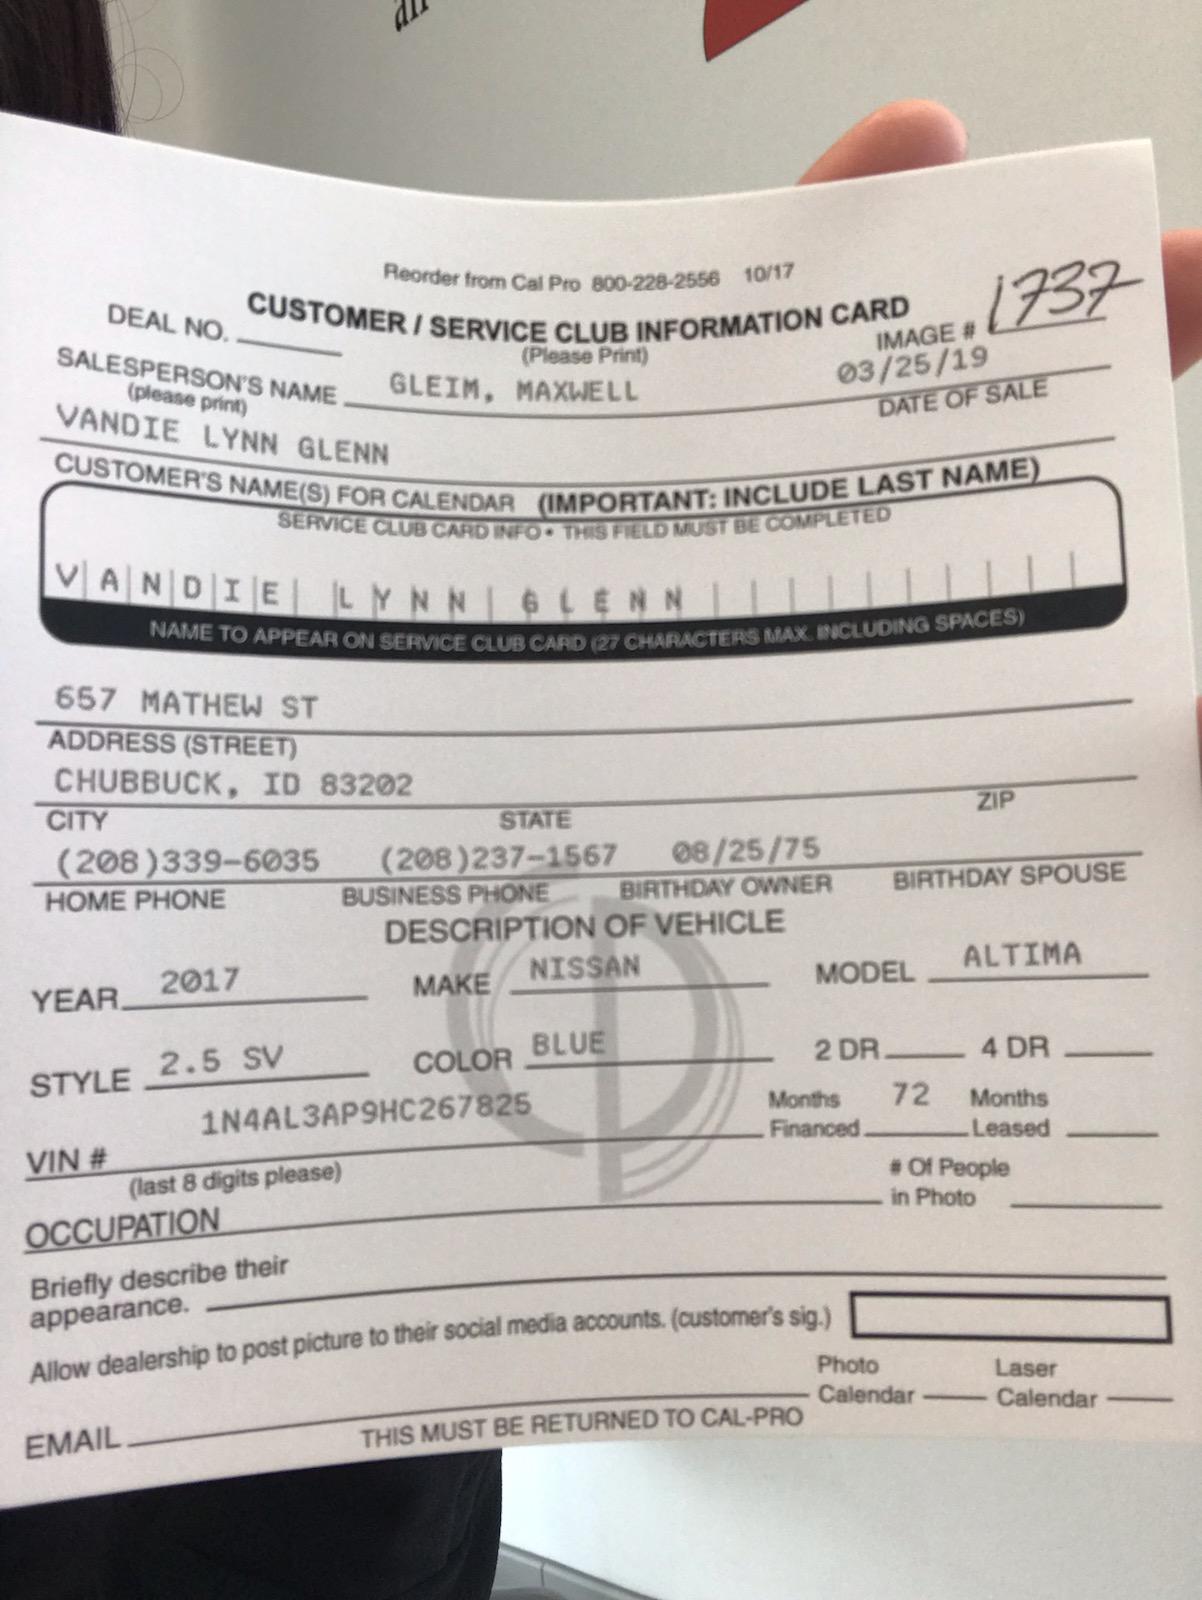 Reorder from Cal Pro 800-228-2556 10/17
CUSTOMER / SERVICE CLUB INFORMATION CARD
DEAL NO.
(Please Print)
IMAGE # 1737
SALESPERSON'S NAME GLEIM, MAXWELL 03/25/19
(please print)
DATE OF SALE
VANDIE LYNN GLENN
CUSTOMER'S NAME(S) FOR CALENDAR (IMPORTANT: INCLUDE LAST NAME)
SERVICE CLUB CARD INFO • THIS FIELD MUST BE COMPLETED
VANDIE LYNN GLENN
NAME TO APPEAR ON SERVICE CLUB CARD (27 CHARACTERS MAX. INCLUDING SPACES)
657 MATHEW ST
ADDRESS (STREET)
CHUBBUCK, ID 83202
CITY STATE ZIP
(208)339-6035 (208)237-1567 08/25/75
HOME PHONE BUSINESS PHONE BIRTHDAY OWNER BIRTHDAY SPOUSE
DESCRIPTION OF VEHICLE
YEAR 2017 MAKE NISSAN MODEL ALTIMA
STYLE 2.5 SV COLOR BLUE 2 DR 4 DR
VIN # 1N4AL3AP9HC267825
(last 8 digits please)
Months Financed 72 Months Leased
OCCUPATION
# Of People in Photo
Briefly describe their
appearance.
Allow dealership to post picture to their social media accounts. (customer's sig.)
Photo Calendar Laser Calendar
EMAIL
THIS MUST BE RETURNED TO CAL-PRO